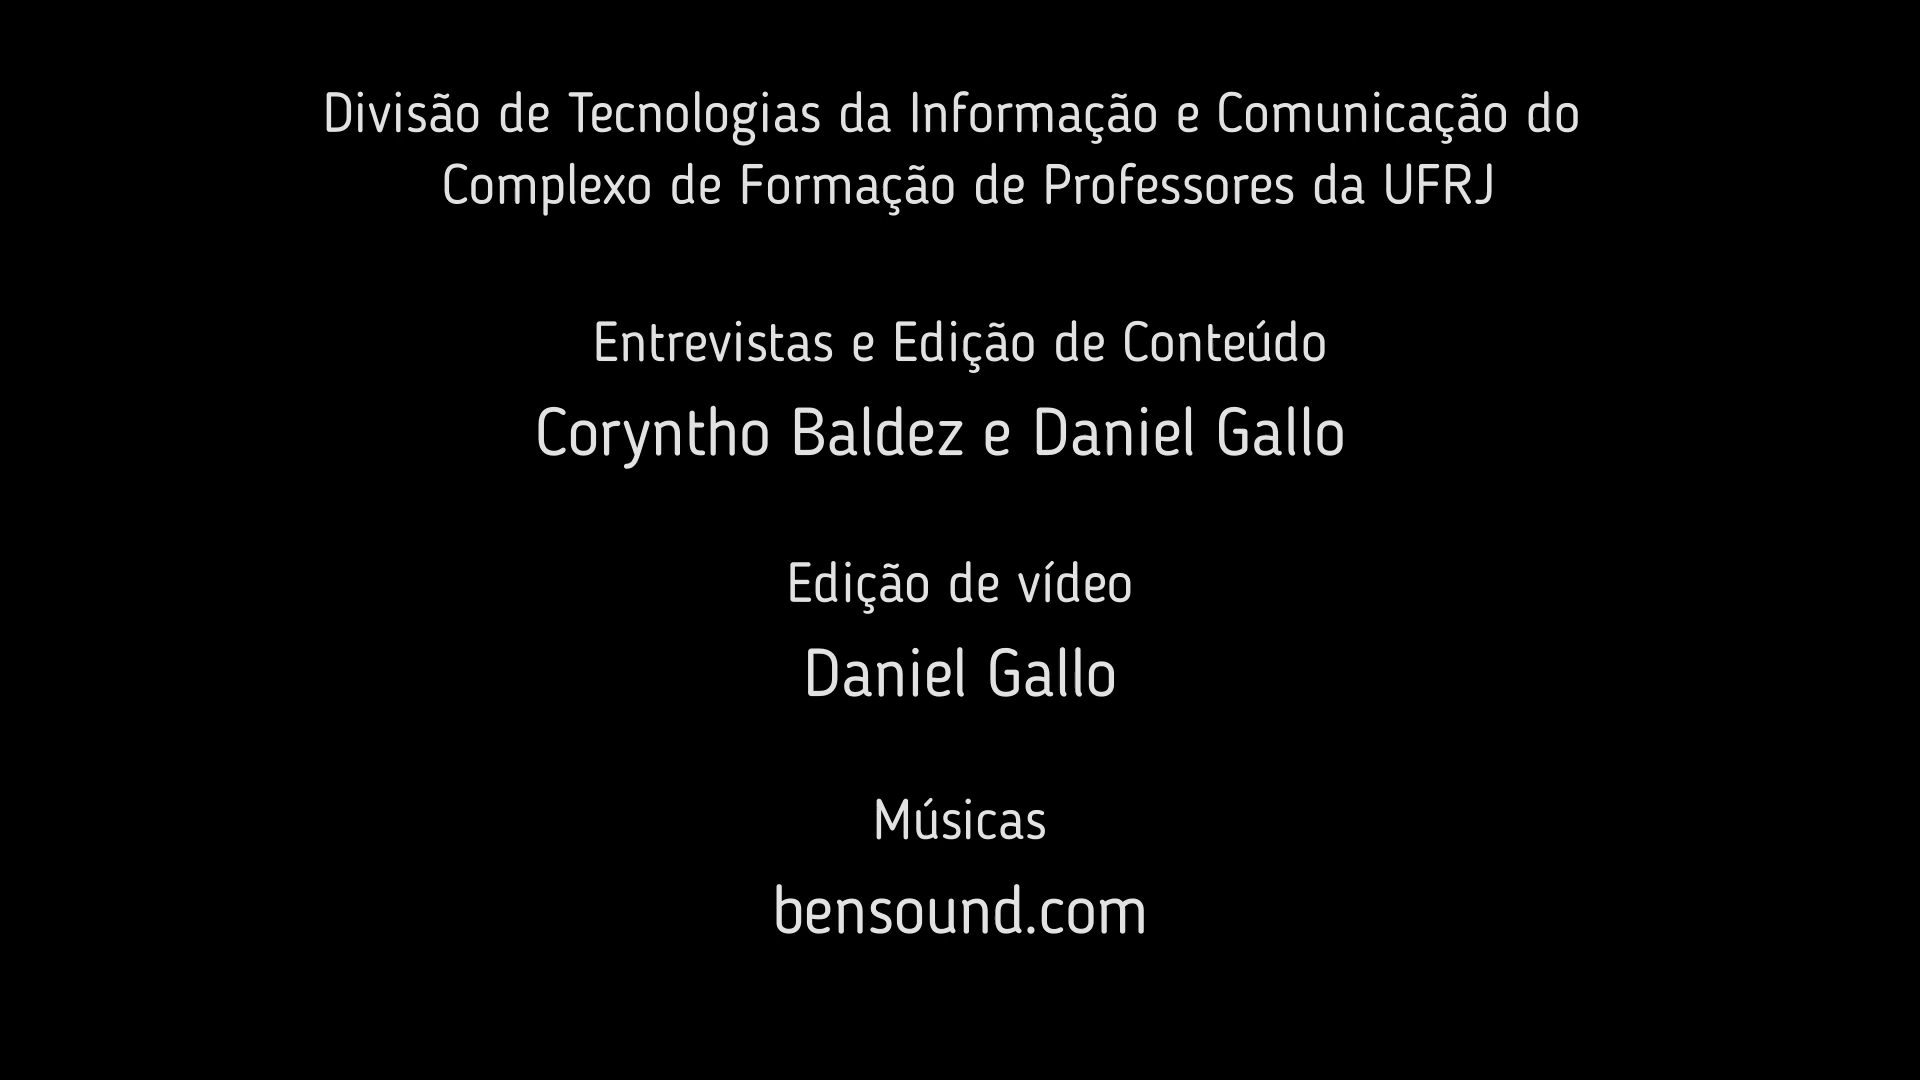 Divisão de Tecnologias da Informação e Comunicação do
Complexo de Formação de Professores da UFRJ
Entrevistas e Edição de Conteúdo
Coryntho Baldez e Daniel Gallo
Edição de vídeo
Daniel Gallo
Músicas
bensound.com